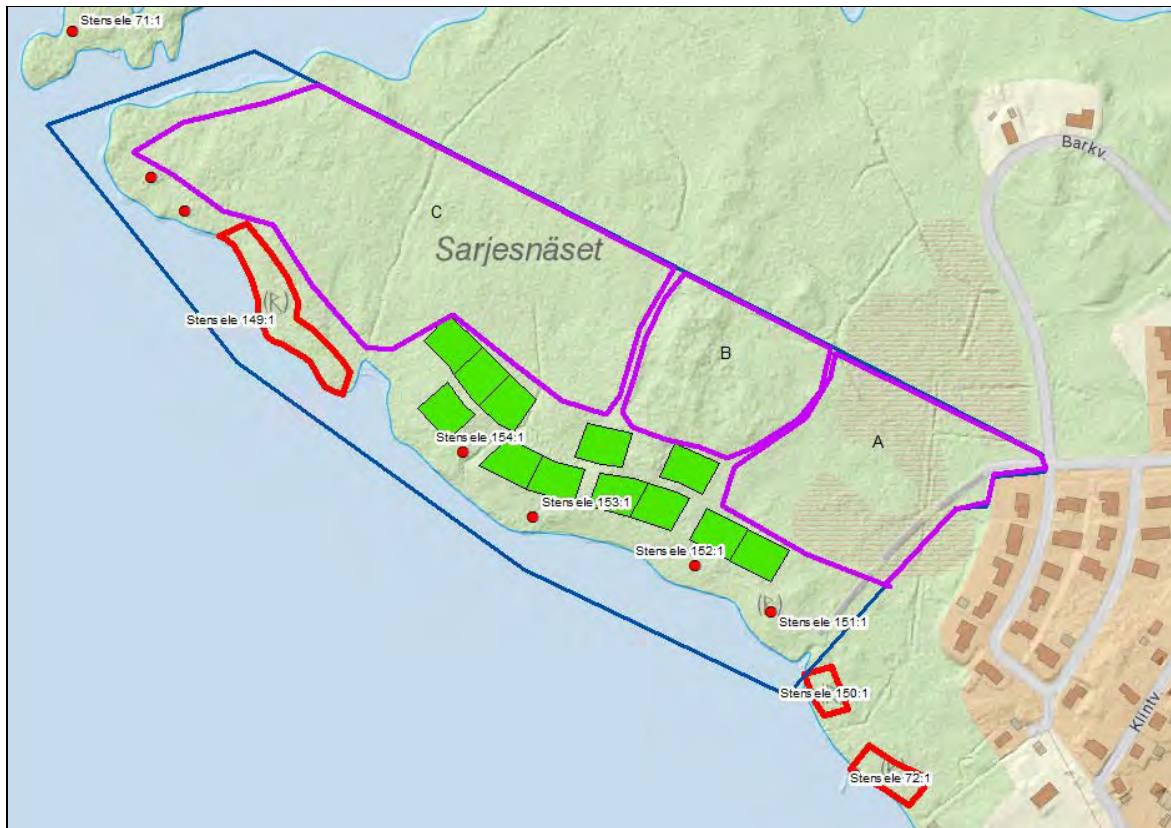 Stensele 71:1
Barkv.
C
Sarjesnäset
(R)
Stensele 149:1
B
A
Stensele 154:1
Stensele 153:1
Stensele 152:1
(R)
Stensele 151:1
Stensele 150:1
Klintv.
Stensele 72:1